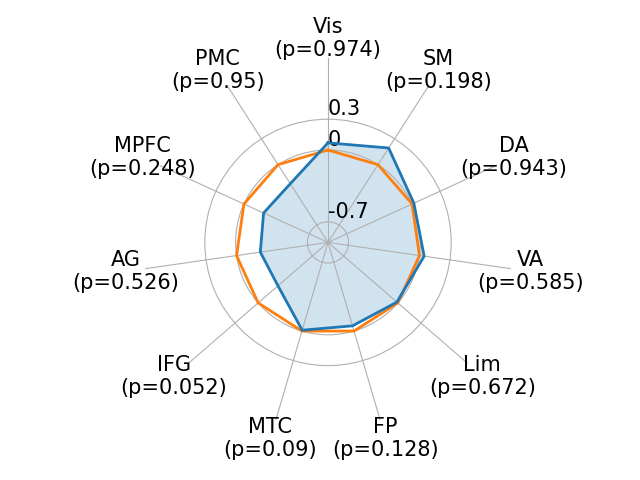 Vis
(p=0.974)
PMC
(p=0.95)
SM
(p=0.198)
0.3
0
MPFC
(p=0.248)
DA
(p=0.943)
-0.7
AG
(p=0.526)
VA
(p=0.585)
IFG
(p=0.052)
Lim
(p=0.672)
MTC
(p=0.09)
FP
(p=0.128)